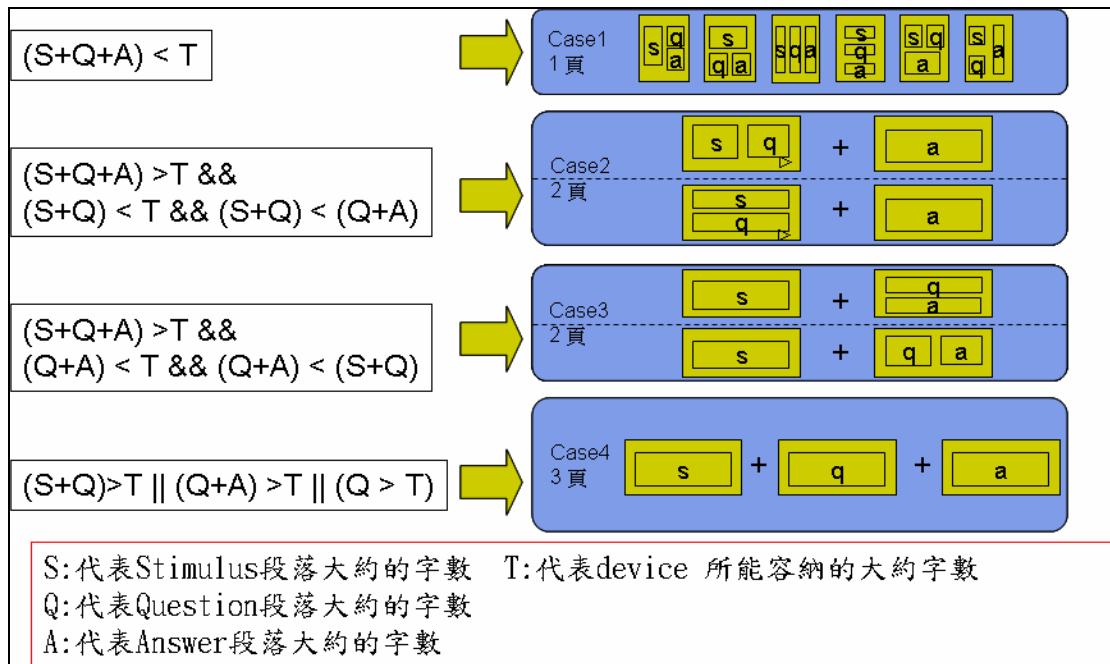 (S+Q+A) < T
Case1
1 頁
s q a
s q a
s q a
s q a
s q a
s q a
(S+Q+A) >T &&
(S+Q) < T && (S+Q) < (Q+A)
Case2
2 頁
s q + a
s q + a
(S+Q+A) >T &&
(Q+A) < T && (Q+A) < (S+Q)
Case3
2 頁
s + q a
s + q a
(S+Q)>T || (Q+A) >T || (Q > T)
Case4
3 頁
s + q + a
S:代表Stimulus段落大約的字數 T:代表device 所能容納的大約字數
Q:代表Question段落大約的字數
A:代表Answer段落大約的字數